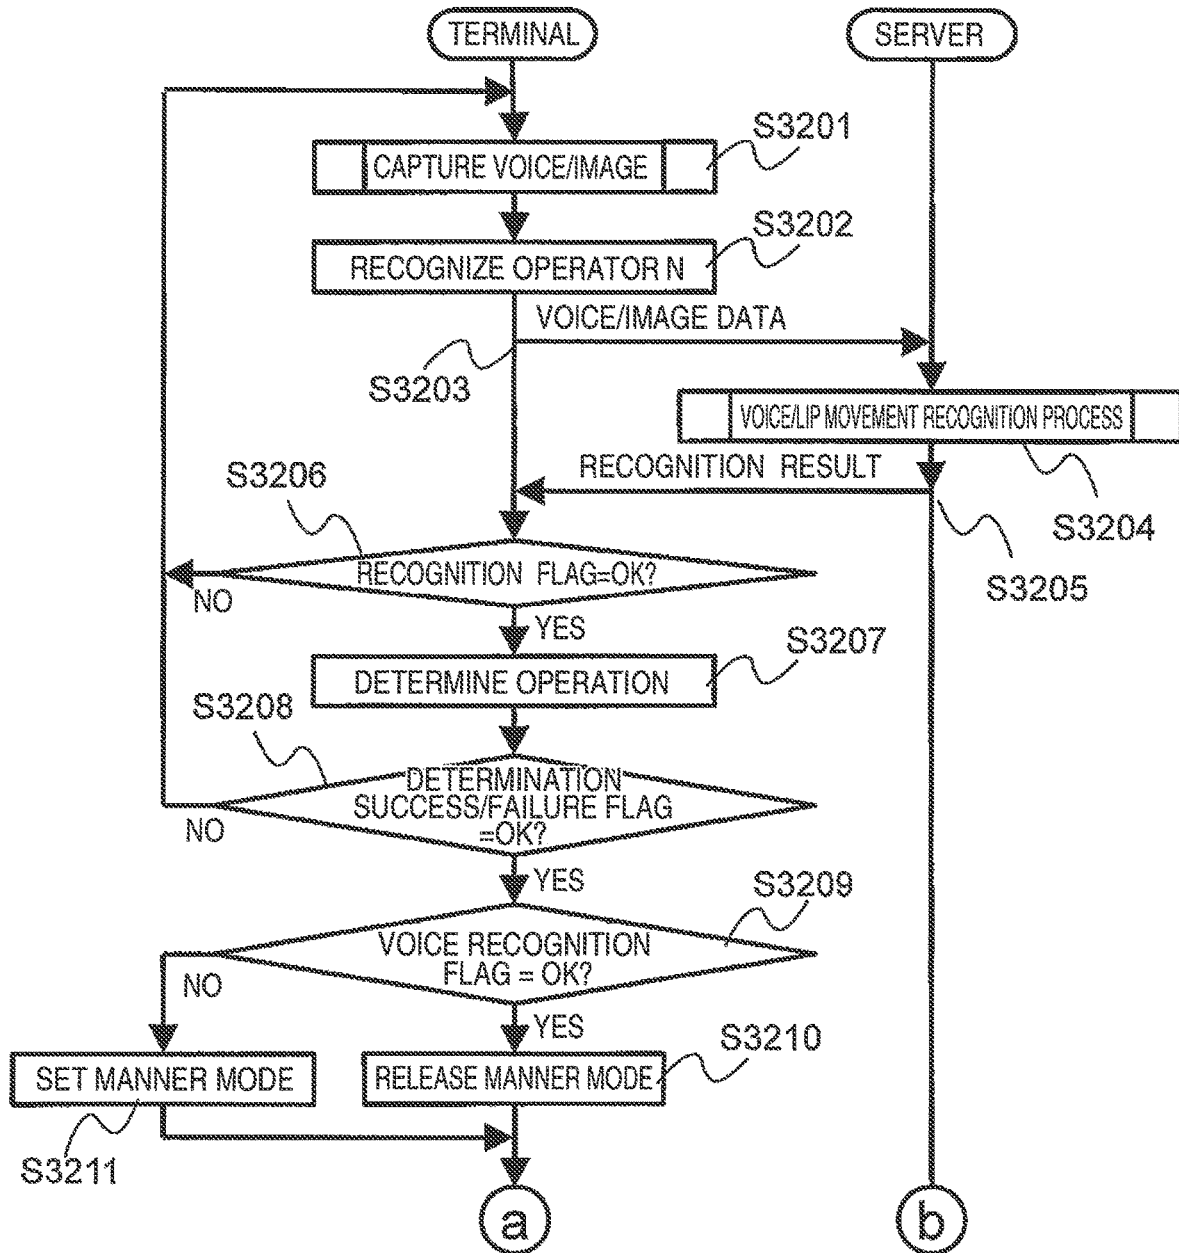 TERMINAL
SERVER
S3201
CAPTURE VOICE/IMAGE
S3202
RECOGNIZE OPERATOR N
VOICE/IMAGE DATA
S3203
VOICE/LIP MOVEMENT RECOGNITION PROCESS
RECOGNITION RESULT
S3204
S3205
S3206
RECOGNITION FLAG=OK?
NO
YES
S3207
DETERMINE OPERATION
S3208
DETERMINATION
SUCCESS/FAILURE FLAG
=OK?
NO
YES
S3209
VOICE RECOGNITION
FLAG = OK?
NO
YES
S3210
SET MANNER MODE
RELEASE MANNER MODE
S3211
a
b